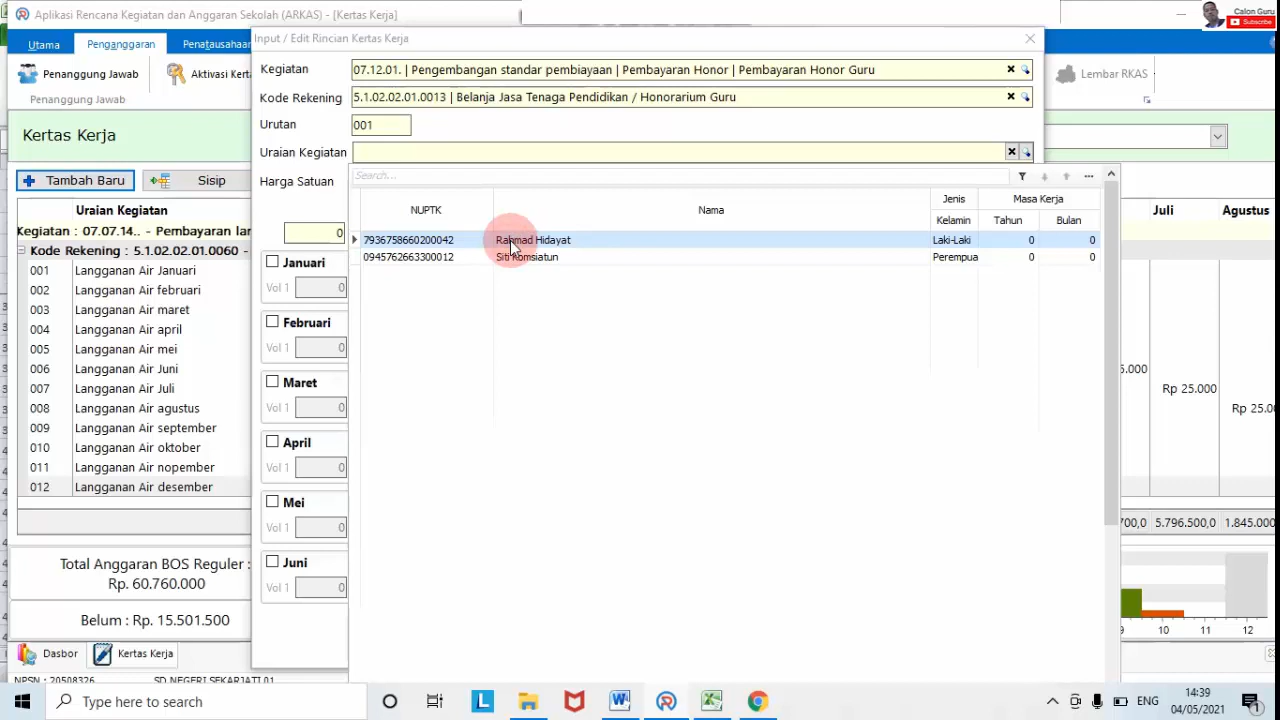 Aplikasi Rencana Kegiatan dan Anggaran Sekolah (ARKAS) - [Kertas Kerja]
Calon Guru
Subscribe
Utama
Penganggaran
Penatausahaan
Penanggung Jawab
Aktivasi Kert
Penanggung Jawab
Lembar RKAS
Kertas Kerja
Tambah Baru
Sisip
Uraian Kegiatan
Juli
Agustus
Kegiatan : 07.07.14.. - Pembayaran lan
Kode Rekening : 5.1.02.02.01.0060 -
001 Langganan Air Januari
002 Langganan Air februari
003 Langganan Air maret
004 Langganan Air april
005 Langganan Air mei
006 Langganan Air Juni
5.000
007 Langganan Air Juli
Rp 25.000
008 Langganan Air agustus
Rp 25.00
009 Langganan Air september
010 Langganan Air oktober
011 Langganan Air nopember
012 Langganan Air desember
700,0
5.796.500,0
1.845.000
Total Anggaran BOS Reguler :
Rp. 60.760.000
Belum : Rp. 15.501.500
9 10 11 12
Input / Edit Rincian Kertas Kerja
Kegiatan
07.12.01. | Pengembangan standar pembiayaan | Pembayaran Honor | Pembayaran Honor Guru
Kode Rekening
5.1.02.02.01.0013 | Belanja Jasa Tenaga Pendidikan / Honorarium Guru
Urutan
001
Uraian Kegiatan
Harga Satuan
0
Januari
Vol 1 0
Februari
Vol 1 0
Maret
Vol 1 0
April
Vol 1 0
Mei
Vol 1 0
Juni
Vol 1 0
Search...
NUPTK
Nama
Jenis Kelamin
Masa Kerja
Tahun
Bulan
7936758660200042 Rahmad Hidayat Laki-Laki 0 0
0945762663300012 Siti Komsiatun Perempua 0 0
Dasbor
Kertas Kerja
NPSN : 20508326
SD NEGERI SEKARJATI 01
Type here to search
ENG
14:39
04/05/2021
1